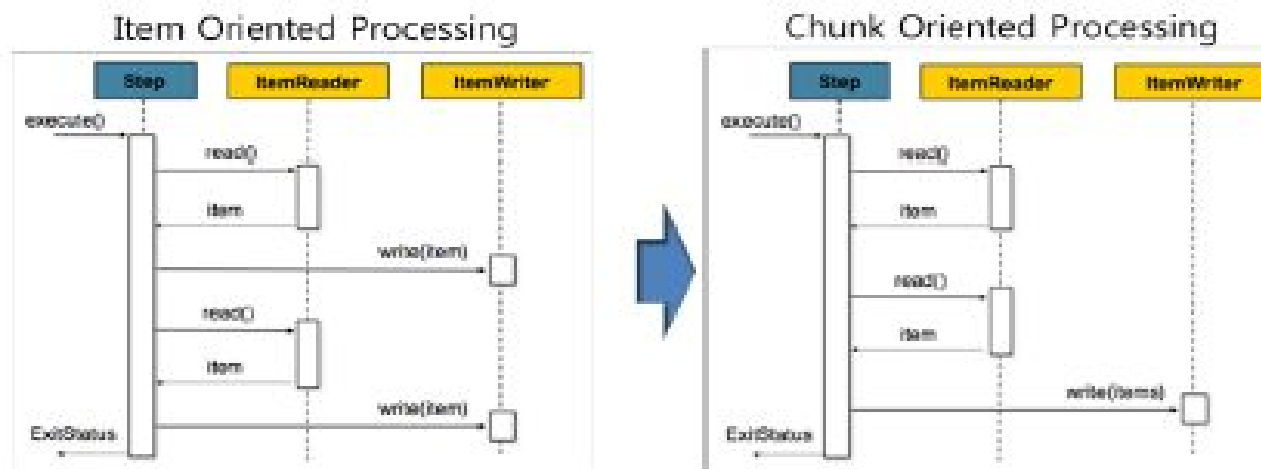 Item Oriented Processing
Step ItemReader ItemWriter
execute()
read()
item
write(item)
read()
item
write(item)
ExitStatus
Chunk Oriented Processing
Step ItemReader ItemWriter
execute()
read()
item
read()
item
write(items)
ExitStatus